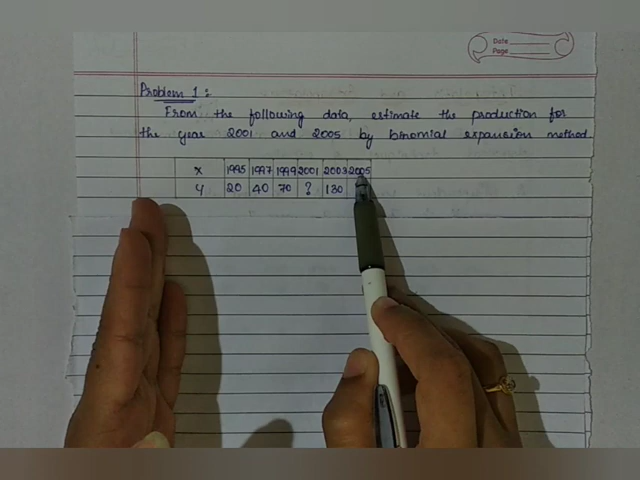 Date
Page
Problem 1:
From the following data, estimate the production for
the year 2001 and 2005 by binomial expansion method.
x 1995 1997 1999 2001 2003 2005
y 20 40 70 ? 130